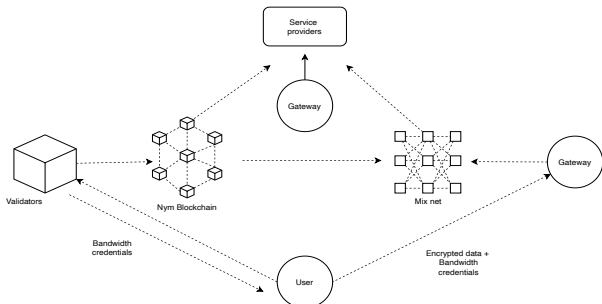 Service
providers
Gateway
Gateway
Validators
Nym Blockchain
Mix net
Bandwidth
credentials
Encrypted data +
Bandwidth
credentials
User